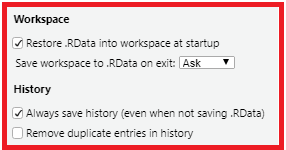 Workspace
Restore .RData into workspace at startup
Save workspace to .RData on exit: Ask
History
Always save history (even when not saving .RData)
Remove duplicate entries in history